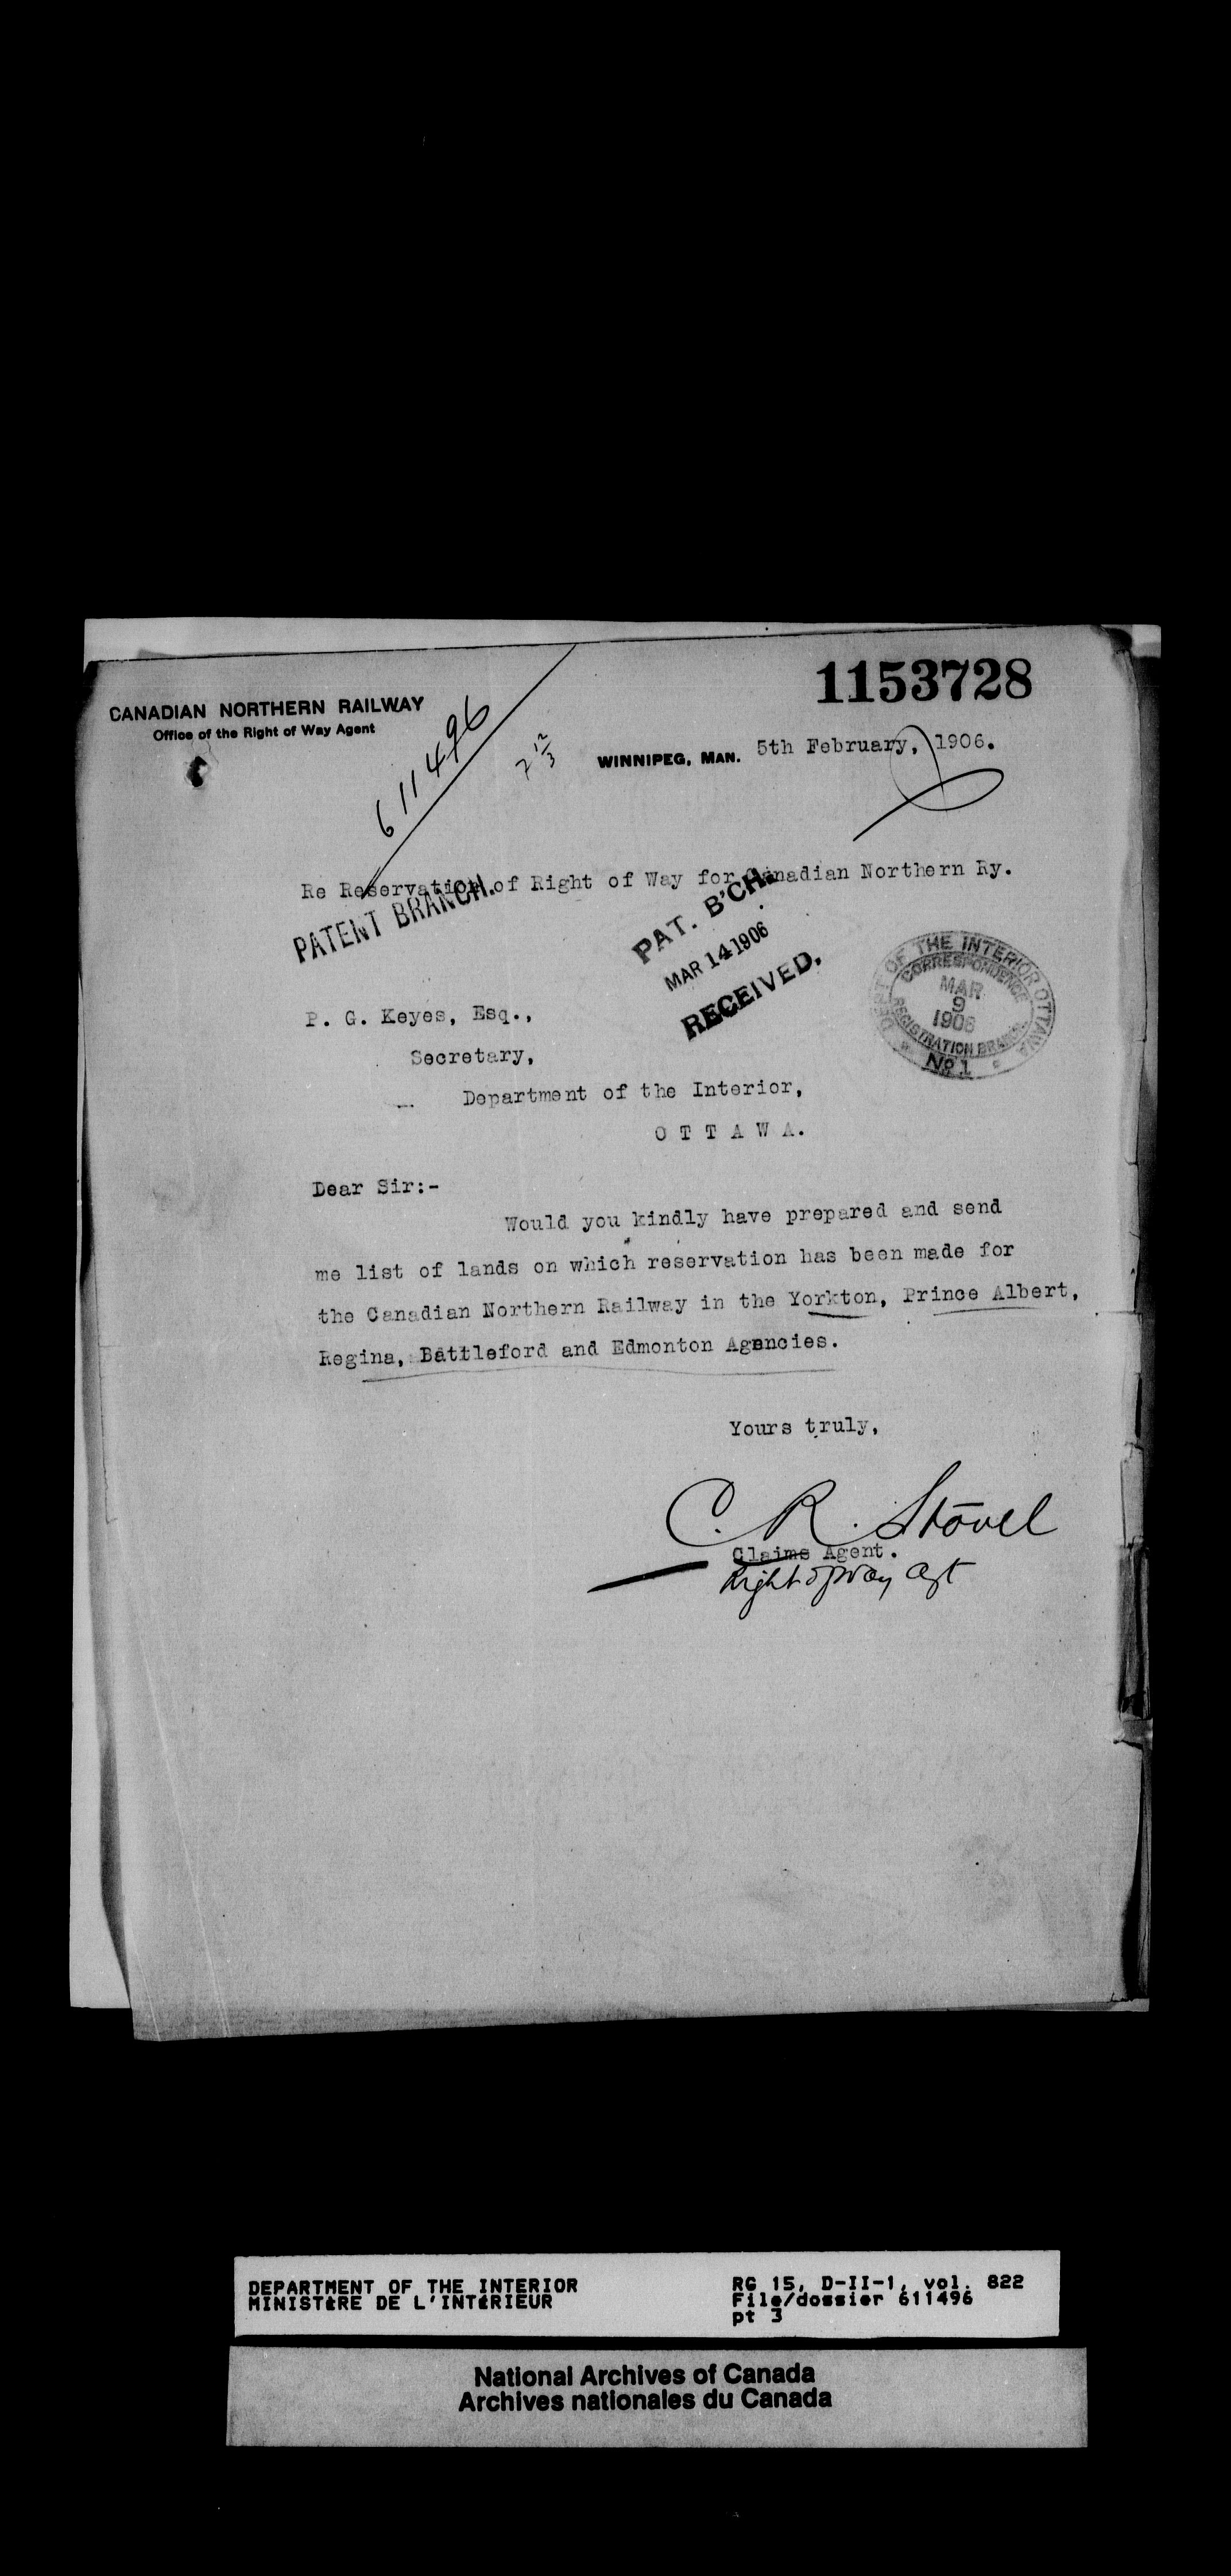 1153728
CANADIAN NORTHERN RAILWAY
Office of the Right of Way Agent
611496
12
7 3
WINNIPEG, MAN. 5th February, 1906.
Re Reservation of Right of Way for Canadian Northern Ry.
PATENT BRANCH.
PAT. B'CH.
MAR 14 1906
RECEIVED.
DEPT OF THE INTERIOR OTTAWA
CORRESPONDENCE
MAR
9
1906
REGISTRATION BRANCH
No 1
P. G. Keyes, Esq.,
Secretary,
Department of the Interior,
O T T A W A.
Dear Sir:-
Would you kindly have prepared and send
me list of lands on which reservation has been made for
the Canadian Northern Railway in the Yorkton, Prince Albert,
Regina, Battleford and Edmonton Agencies.
Yours truly,
C. R. Stovel
Claims Agent.
Right of Way Agt
DEPARTMENT OF THE INTERIOR
MINISTÈRE DE L'INTÉRIEUR
RG 15, D-II-1, vol. 822
File/dossier 611496
pt 3
National Archives of Canada
Archives nationales du Canada